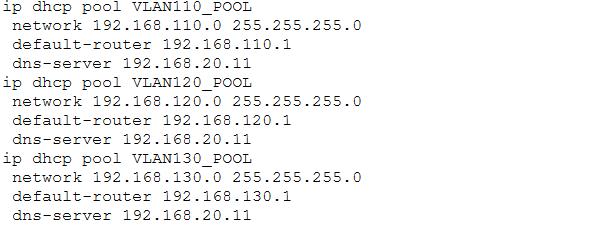 ip dhcp pool VLAN110_POOL
 network 192.168.110.0 255.255.255.0
 default-router 192.168.110.1
 dns-server 192.168.20.11
ip dhcp pool VLAN120_POOL
 network 192.168.120.0 255.255.255.0
 default-router 192.168.120.1
 dns-server 192.168.20.11
ip dhcp pool VLAN130_POOL
 network 192.168.130.0 255.255.255.0
 default-router 192.168.130.1
 dns-server 192.168.20.11